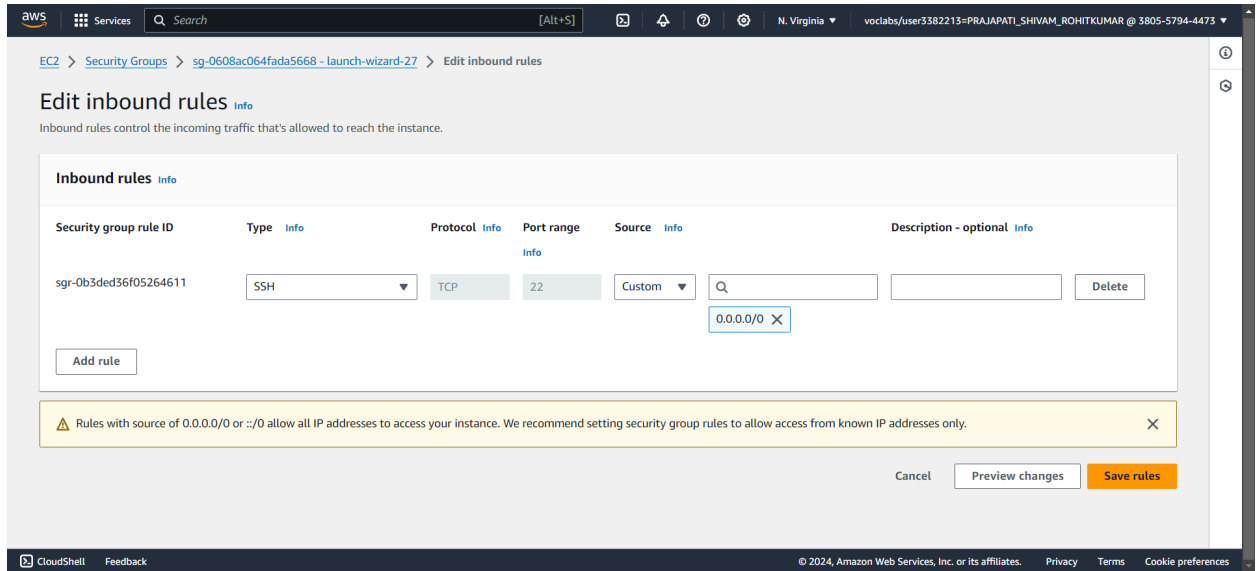 aws Services Search [Alt+S] N. Virginia ▼ voclabs/user3382213=PRAJAPATI_SHIVAM_ROHITKUMAR @ 3805-5794-4473 ▼
EC2 > Security Groups > sg-0608ac064fada5668 - launch-wizard-27 > Edit inbound rules
Edit inbound rules Info
Inbound rules control the incoming traffic that's allowed to reach the instance.
Inbound rules Info
Security group rule ID Type Info Protocol Info Port range Source Info Description - optional Info
Info
sgr-0b3ded36f05264611 SSH TCP 22 Custom Delete
0.0.0.0/0
Add rule
Rules with source of 0.0.0.0/0 or ::/0 allow all IP addresses to access your instance. We recommend setting security group rules to allow access from known IP addresses only.
Cancel Preview changes Save rules
CloudShell Feedback © 2024, Amazon Web Services, Inc. or its affiliates. Privacy Terms Cookie preferences